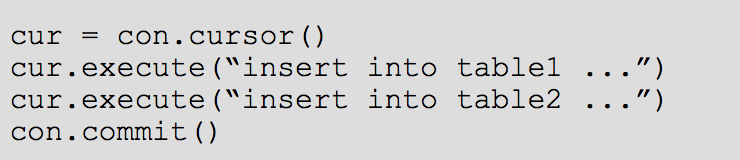 cur = con.cursor()
cur.execute(“insert into table1 ...”)
cur.execute(“insert into table2 ...”)
con.commit()